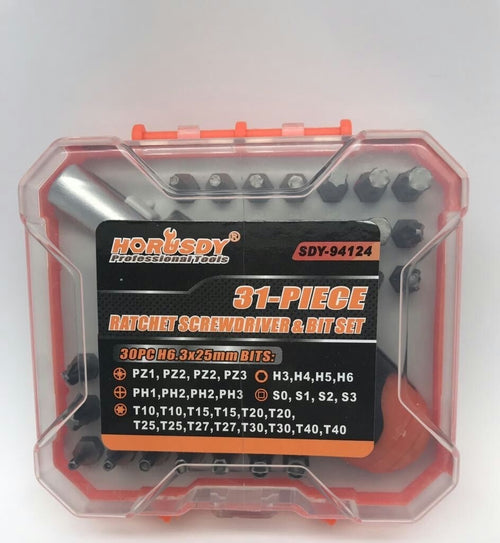 HORUSDY®
Professional Tools
SDY-94124
31-PIECE
RATCHET SCREWDRIVER & BIT SET
30PC H6.3x25mm BITS:
PZ1, PZ2, PZ2, PZ3 H3,H4,H5,H6
PH1,PH2,PH2,PH3 S0, S1, S2, S3
T10,T10,T15,T15,T20,T20,
T25,T25,T27,T27,T30,T30,T40,T40